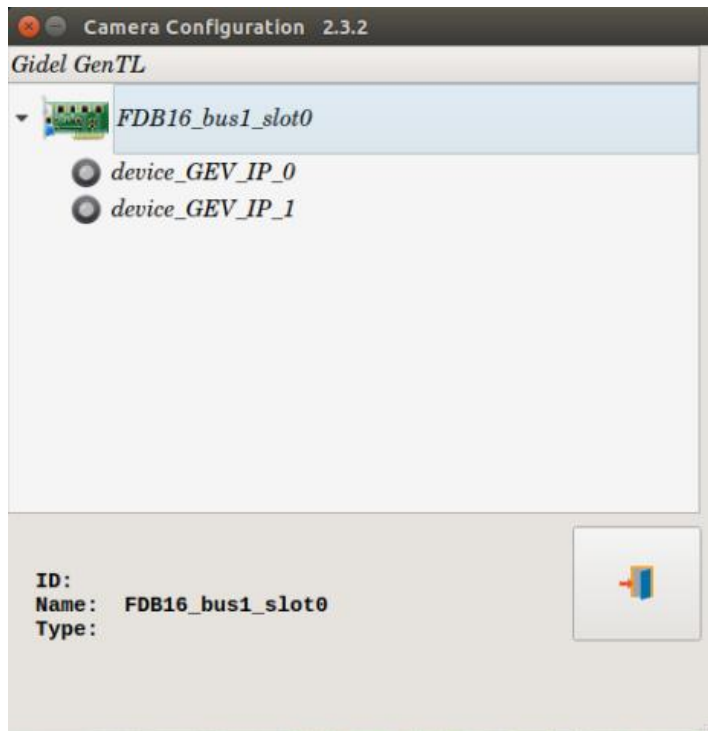 Camera Configuration 2.3.2
Gidel GenTL
FDB16_bus1_slot0
device_GEV_IP_0
device_GEV_IP_1
ID:
Name: FDB16_bus1_slot0
Type: